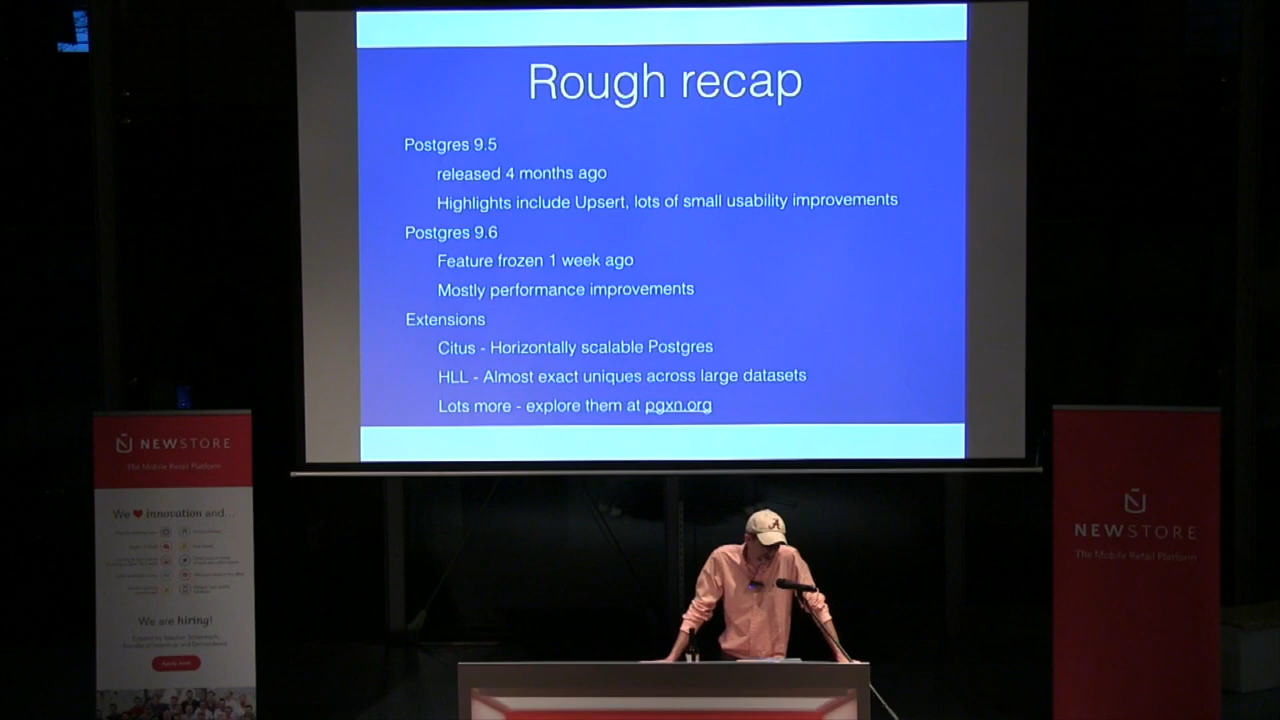 Rough recap
Postgres 9.5
released 4 months ago
Highlights include Upsert, lots of small usability improvements
Postgres 9.6
Feature frozen 1 week ago
Mostly performance improvements
Extensions
Citus - Horizontally scalable Postgres
HLL - Almost exact uniques across large datasets
Lots more - explore them at pgxn.org
NEWSTORE
The Mobile Retail Platform
We ❤ innovation and...
We are hiring!
Apply now
A
NEWSTORE
The Mobile Retail Platform